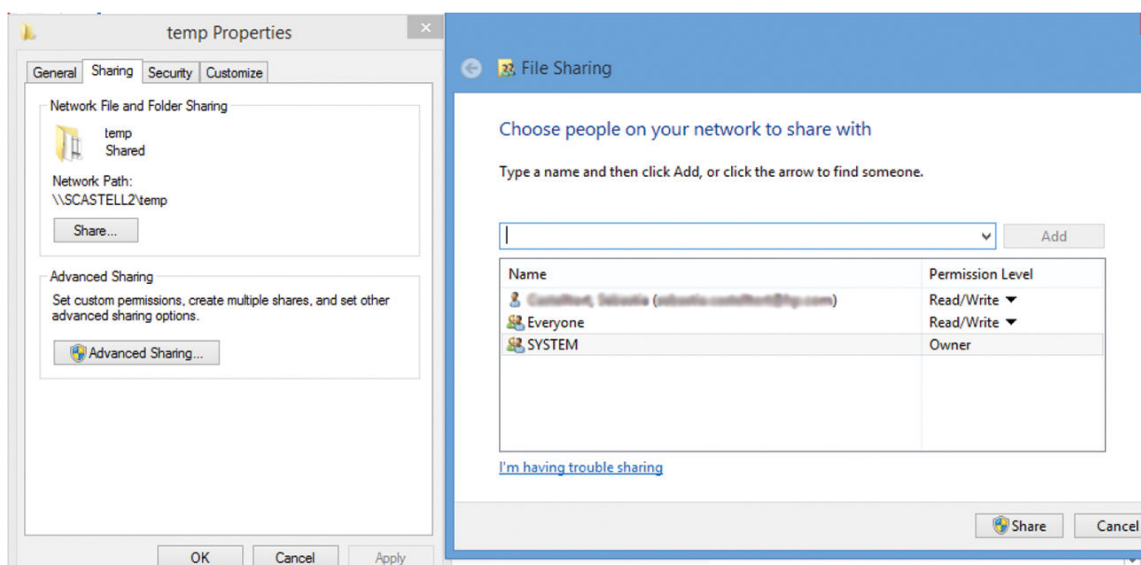 temp Properties
General Sharing Security Customize
Network File and Folder Sharing
temp
Shared
Network Path:
\\SCASTELL2\temp
Share...
Advanced Sharing
Set custom permissions, create multiple shares, and set other
advanced sharing options.
Advanced Sharing...
OK Cancel Apply
File Sharing
Choose people on your network to share with
Type a name and then click Add, or click the arrow to find someone.
Add
Name Permission Level
Read/Write
Everyone Read/Write
SYSTEM Owner
I'm having trouble sharing
Share Cancel